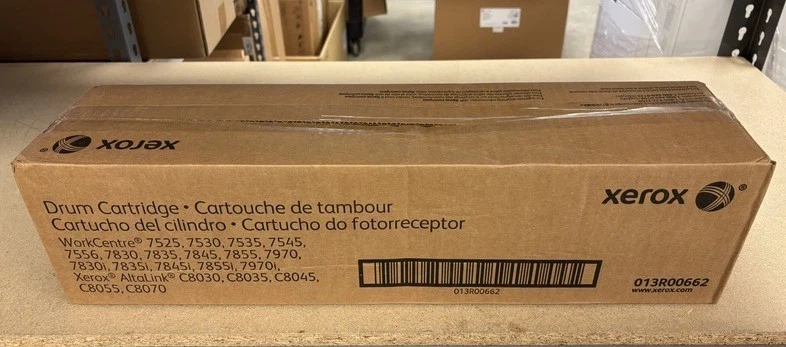 xerox
xerox ®
Drum Cartridge • Cartouche de tambour
Cartucho del cilindro • Cartucho do fotorreceptor
WorkCentre® 7525, 7530, 7535, 7545,
7556, 7830, 7835, 7845, 7855, 7970,
7830i, 7835i, 7845i, 7855i, 7970i,
Xerox® AltaLink® C8030, C8035, C8045,
C8055, C8070
013R00662
013R00662
www.xerox.com